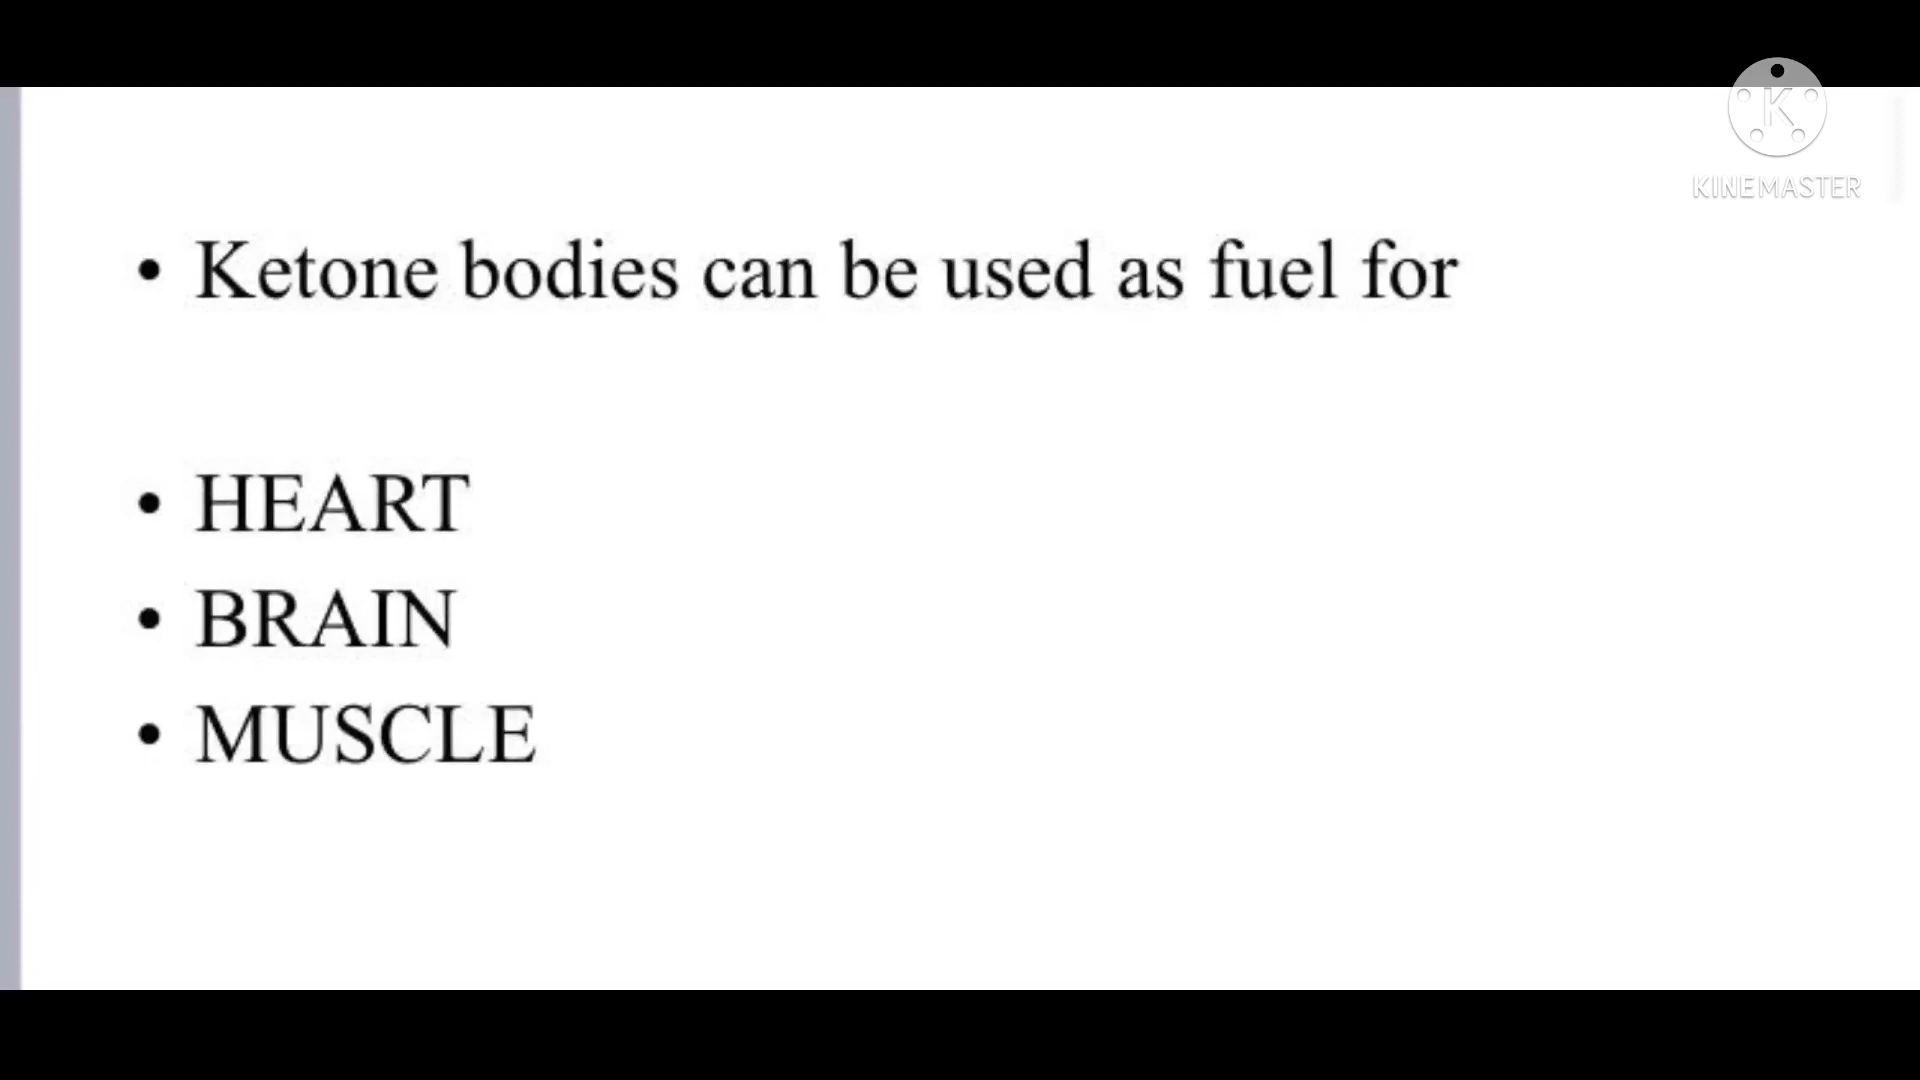 KINEMASTER
• Ketone bodies can be used as fuel for
• HEART
• BRAIN
• MUSCLE